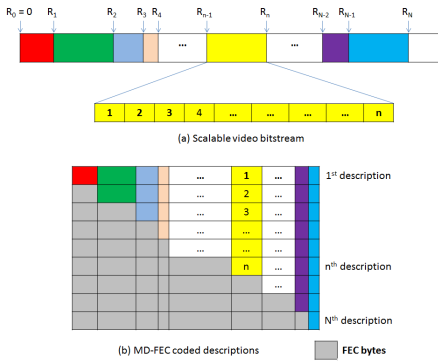 R0 = 0 R1 R2 R3 R4 Rn-1 Rn RN-2 RN-1 RN
... ...
1 2 3 4 ... ... ... ... n
(a) Scalable video bitstream
... 1 ... 1st description
... 2 ...
... 3 ...
... ... ...
... ... ...
n ... nth description
...
Nth description
(b) MD-FEC coded descriptions FEC bytes